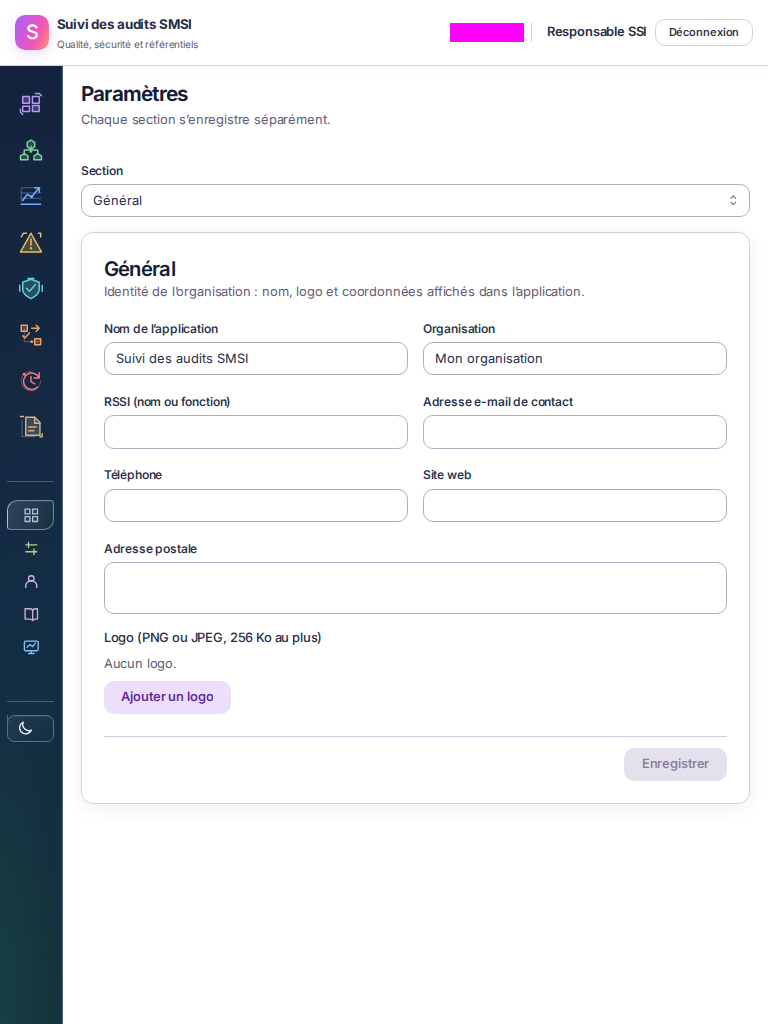 S
Suivi des audits SMSI
Qualité, sécurité et référentiels
Responsable SSI
Déconnexion
Paramètres
Chaque section s'enregistre séparément.
Section
Général
Général
Identité de l'organisation : nom, logo et coordonnées affichés dans l'application.
Nom de l'application
Organisation
Suivi des audits SMSI
Mon organisation
RSSI (nom ou fonction)
Adresse e-mail de contact
Téléphone
Site web
Adresse postale
Logo (PNG ou JPEG, 256 Ko au plus)
Aucun logo.
Ajouter un logo
Enregistrer